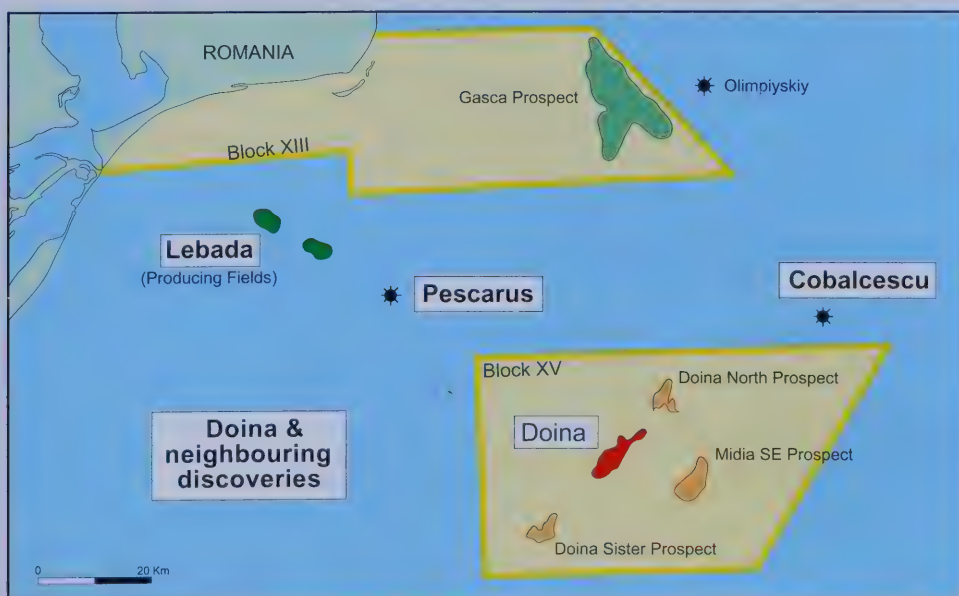 ROMANIA
Gasca Prospect
Olimpiyskiy
Block XIII
Lebada
(Producing Fields)
Pescarus
Cobalcescu
Block XV
Doina North Prospect
Doina
Midia SE Prospect
Doina &
neighbouring
discoveries
Doina Sister Prospect
0 20 Km